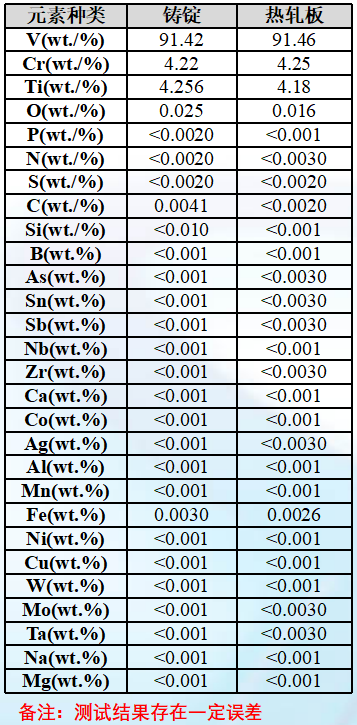 元素种类 铸锭 热轧板
V(wt./%) 91.42 91.46
Cr(wt./%) 4.22 4.25
Ti(wt./%) 4.256 4.18
O(wt./%) 0.025 0.016
P(wt./%) <0.0020 <0.001
N(wt./%) <0.0020 <0.0030
S(wt./%) <0.0020 <0.0020
C(wt./%) 0.0041 <0.0020
Si(wt./%) <0.010 <0.001
B(wt.%) <0.001 <0.001
As(wt.%) <0.001 <0.0030
Sn(wt.%) <0.001 <0.0030
Sb(wt.%) <0.001 <0.0030
Nb(wt.%) <0.001 <0.001
Zr(wt.%) <0.001 <0.0030
Ca(wt.%) <0.001 <0.001
Co(wt.%) <0.001 <0.001
Ag(wt.%) <0.001 <0.0030
Al(wt.%) <0.001 <0.001
Mn(wt.%) <0.001 <0.001
Fe(wt.%) 0.0030 0.0026
Ni(wt.%) <0.001 <0.001
Cu(wt.%) <0.001 <0.001
W(wt.%) <0.001 <0.001
Mo(wt.%) <0.001 <0.0030
Ta(wt.%) <0.001 <0.0030
Na(wt.%) <0.001 <0.001
Mg(wt.%) <0.001 <0.001
备注：测试结果存在一定误差